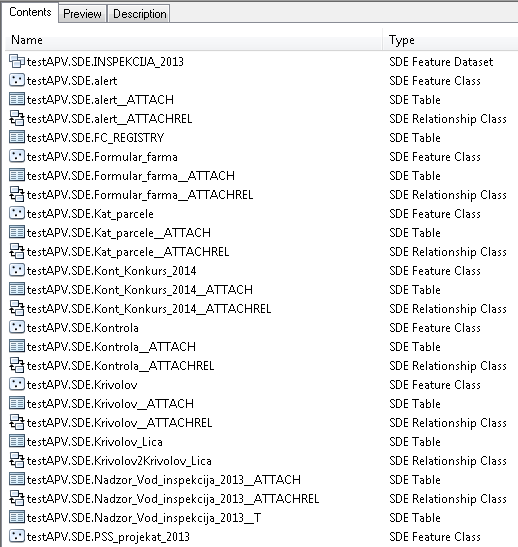 Contents Preview Description
Name Type
testAPV.SDE.INSPEKCIJA_2013 SDE Feature Dataset
testAPV.SDE.alert SDE Feature Class
testAPV.SDE.alert__ATTACH SDE Table
testAPV.SDE.alert__ATTACHREL SDE Relationship Class
testAPV.SDE.FC_REGISTRY SDE Table
testAPV.SDE.Formular_farma SDE Feature Class
testAPV.SDE.Formular_farma__ATTACH SDE Table
testAPV.SDE.Formular_farma__ATTACHREL SDE Relationship Class
testAPV.SDE.Kat_parcele SDE Feature Class
testAPV.SDE.Kat_parcele__ATTACH SDE Table
testAPV.SDE.Kat_parcele__ATTACHREL SDE Relationship Class
testAPV.SDE.Kont_Konkurs_2014 SDE Feature Class
testAPV.SDE.Kont_Konkurs_2014__ATTACH SDE Table
testAPV.SDE.Kont_Konkurs_2014__ATTACHREL SDE Relationship Class
testAPV.SDE.Kontrola SDE Feature Class
testAPV.SDE.Kontrola__ATTACH SDE Table
testAPV.SDE.Kontrola__ATTACHREL SDE Relationship Class
testAPV.SDE.Krivolov SDE Feature Class
testAPV.SDE.Krivolov__ATTACH SDE Table
testAPV.SDE.Krivolov__ATTACHREL SDE Relationship Class
testAPV.SDE.Krivolov_Lica SDE Table
testAPV.SDE.Krivolov2Krivolov_Lica SDE Relationship Class
testAPV.SDE.Nadzor_Vod_inspekcija_2013__ATTACH SDE Table
testAPV.SDE.Nadzor_Vod_inspekcija_2013__ATTACHREL SDE Relationship Class
testAPV.SDE.Nadzor_Vod_inspekcija_2013__T SDE Table
testAPV.SDE.PSS_projekat_2013 SDE Feature Class